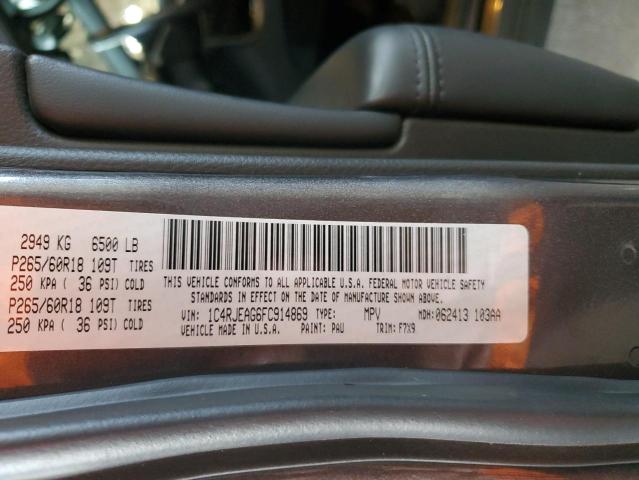 2949 KG 6500 LB
P265/60R18 109T TIRES
250 KPA ( 36 PSI) COLD
P265/60R18 109T TIRES
250 KPA ( 36 PSI) COLD
THIS VEHICLE CONFORMS TO ALL APPLICABLE U.S.A. FEDERAL MOTOR VEHICLE SAFETY
STANDARDS IN EFFECT ON THE DATE OF MANUFACTURE SHOWN ABOVE.
VIN: 1C4RJEAG6FC914869 TYPE: MPV MDH: 062413 103AA
VEHICLE MADE IN U.S.A. PAINT: PAU TRIM: F7X9